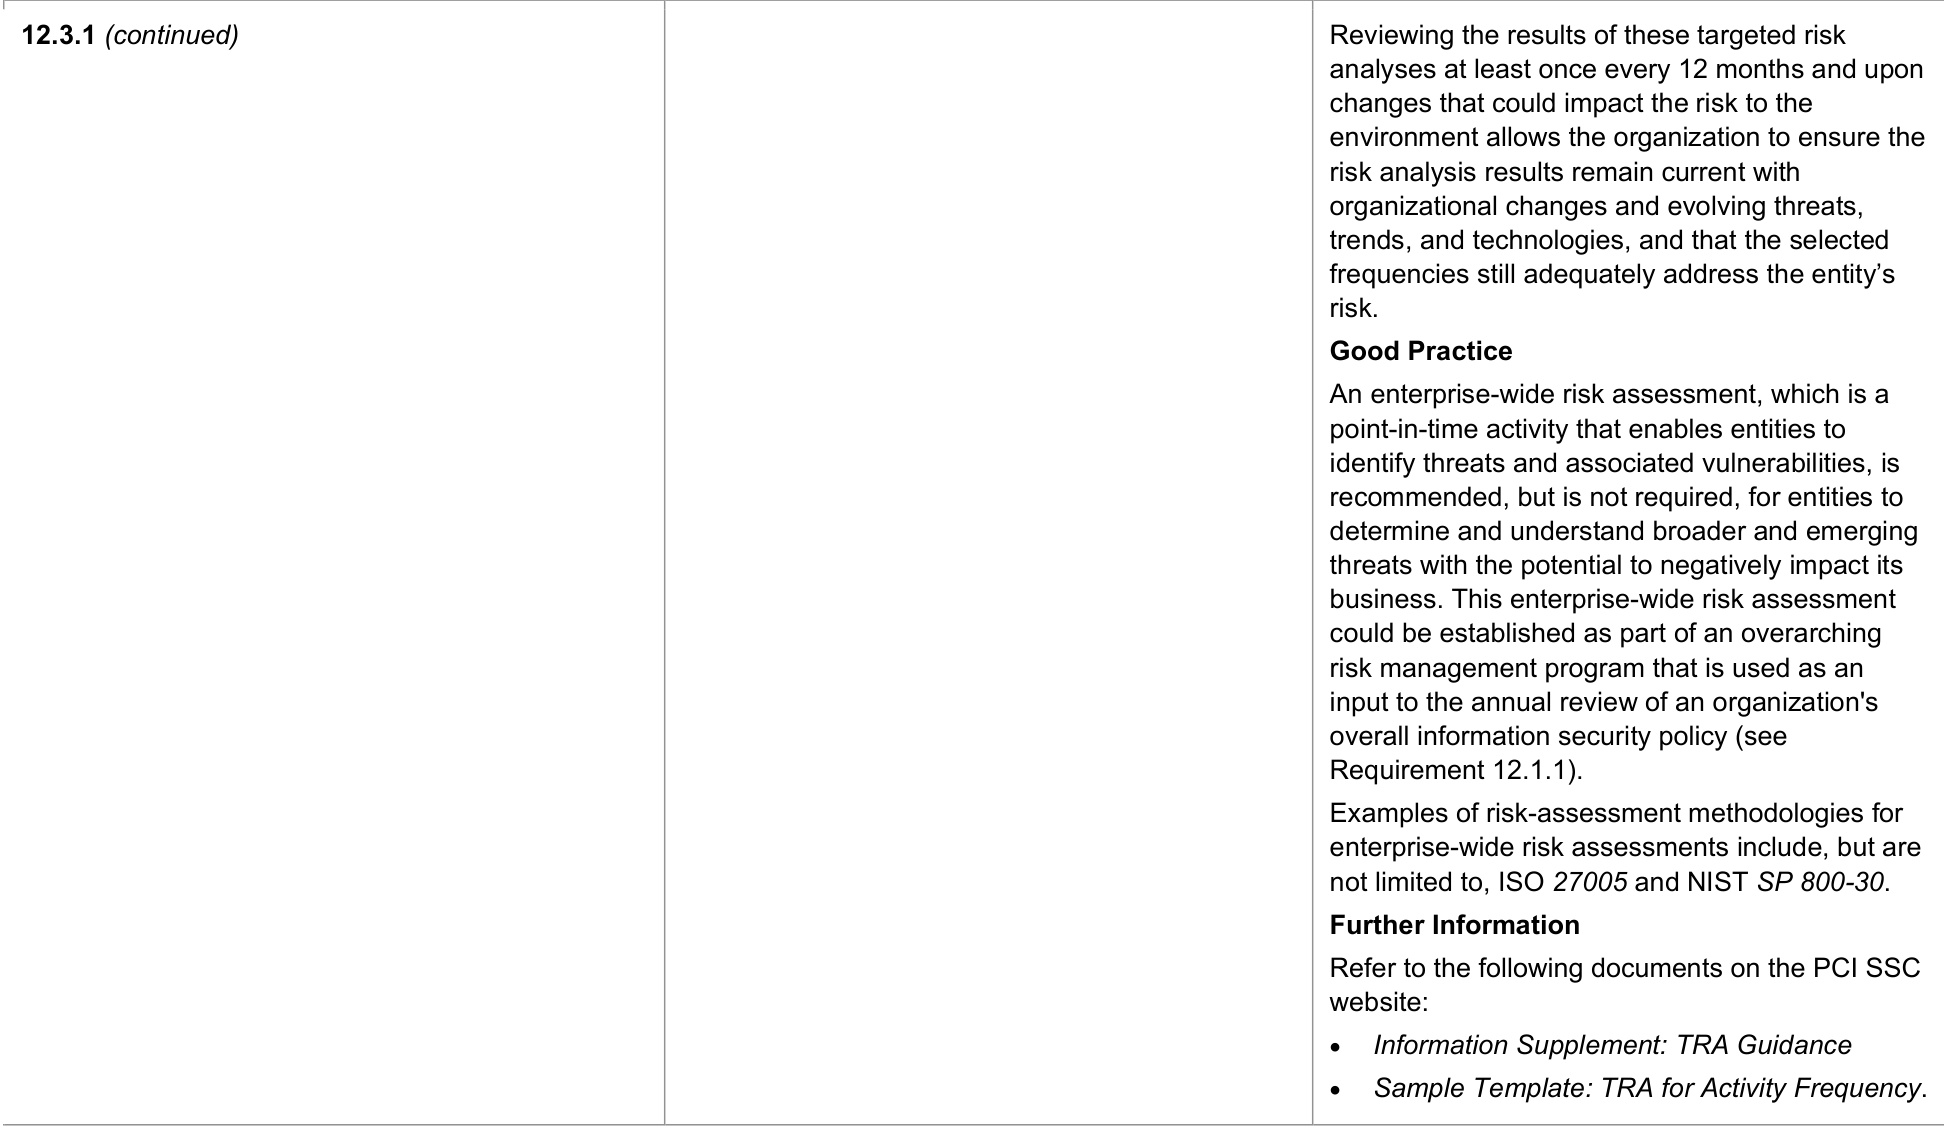 12.3.1 (continued)
Reviewing the results of these targeted risk
analyses at least once every 12 months and upon
changes that could impact the risk to the
environment allows the organization to ensure the
risk analysis results remain current with
organizational changes and evolving threats,
trends, and technologies, and that the selected
frequencies still adequately address the entity’s
risk.
Good Practice
An enterprise-wide risk assessment, which is a
point-in-time activity that enables entities to
identify threats and associated vulnerabilities, is
recommended, but is not required, for entities to
determine and understand broader and emerging
threats with the potential to negatively impact its
business. This enterprise-wide risk assessment
could be established as part of an overarching
risk management program that is used as an
input to the annual review of an organization's
overall information security policy (see
Requirement 12.1.1).
Examples of risk-assessment methodologies for
enterprise-wide risk assessments include, but are
not limited to, ISO 27005 and NIST SP 800-30.
Further Information
Refer to the following documents on the PCI SSC
website:
• Information Supplement: TRA Guidance
• Sample Template: TRA for Activity Frequency.